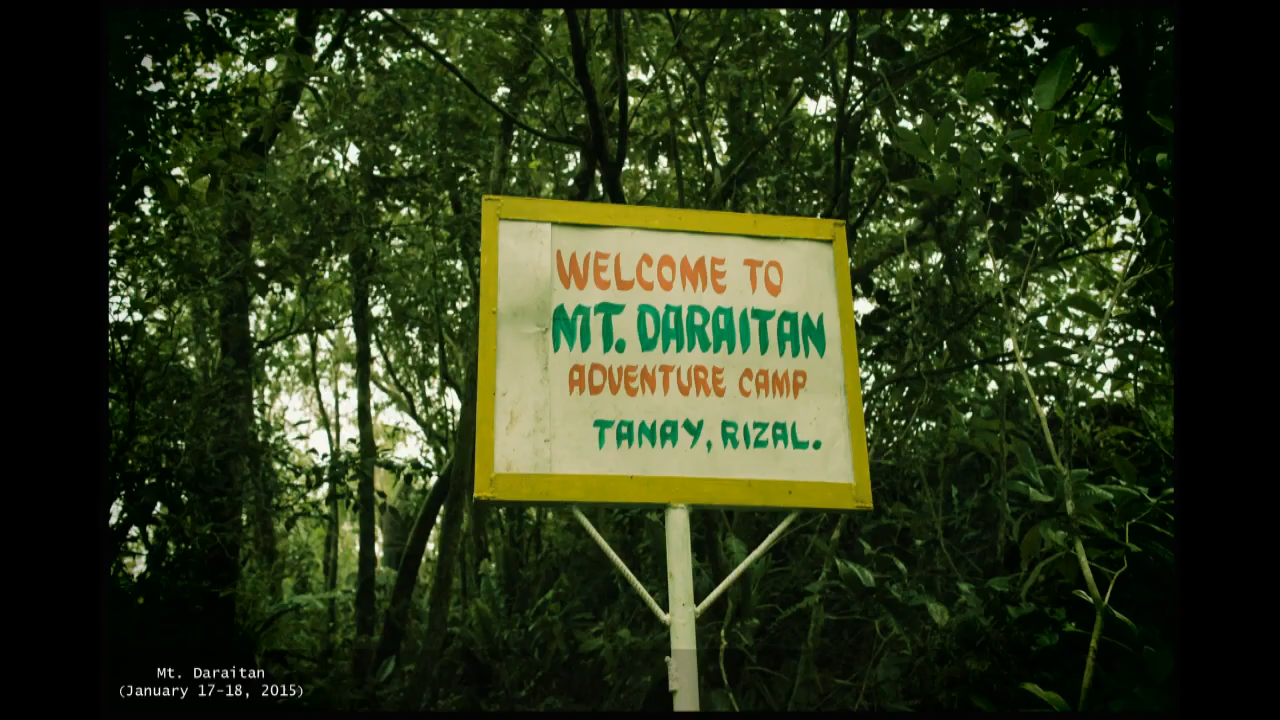 WELCOME TO
MT. DARAITAN
ADVENTURE CAMP
TANAY, RIZAL.
Mt. Daraitan
(January 17-18, 2015)